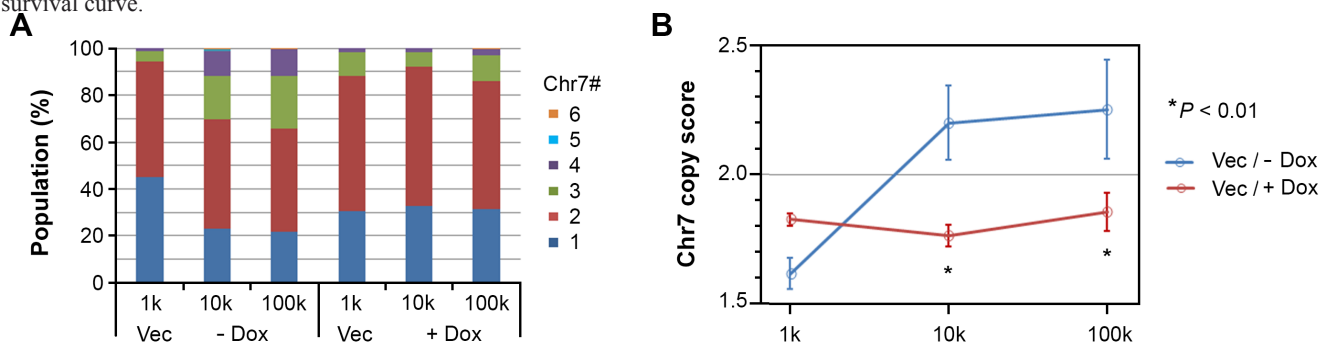 survival curve.
A
100
80
60
40
20
0
Population (%)
1k 10k 100k 1k 10k 100k
Vec - Dox Vec + Dox
Chr7#
6
5
4
3
2
1
B
2.5
2.0
1.5
Chr7 copy score
*
*
1k 10k 100k
*P < 0.01
Vec / - Dox
Vec / + Dox